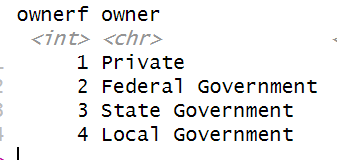 ownerf owner
<int> <chr>
1 Private
2 Federal Government
3 State Government
4 Local Government